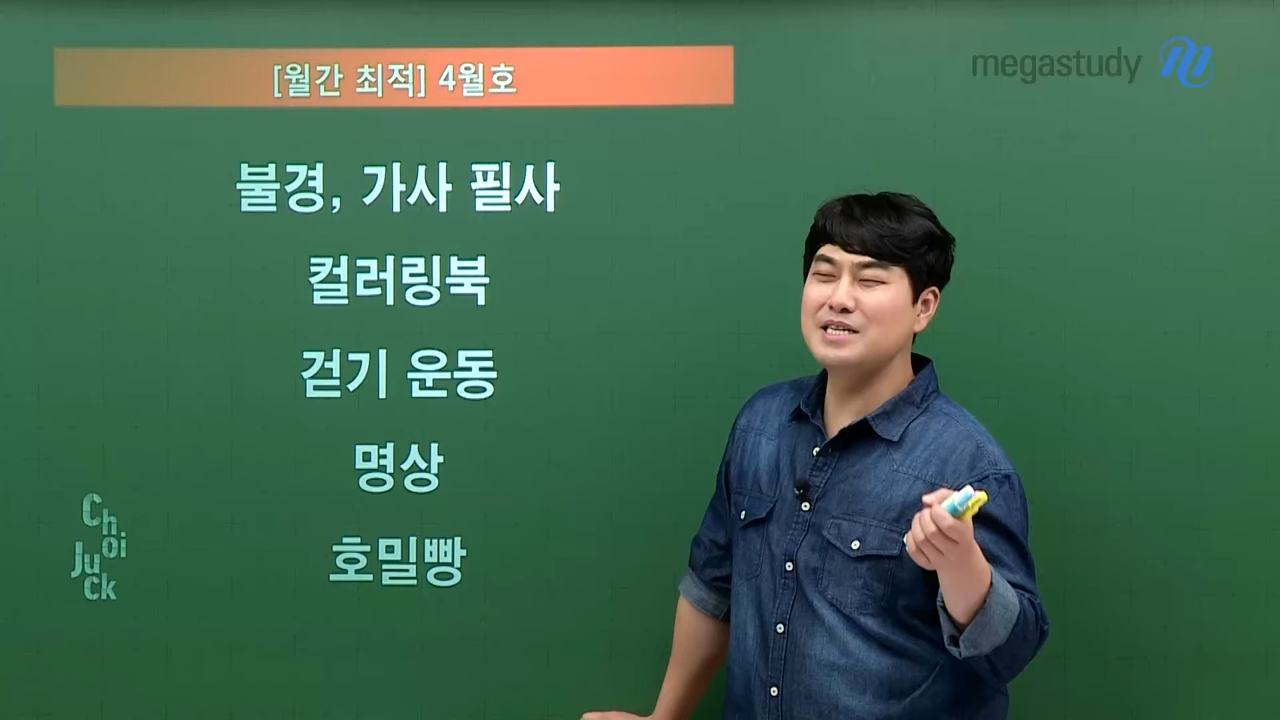 [월간 최적] 4월호
megastudy
불경, 가사 필사
컬러링북
걷기 운동
명상
호밀빵
Choi
Juck